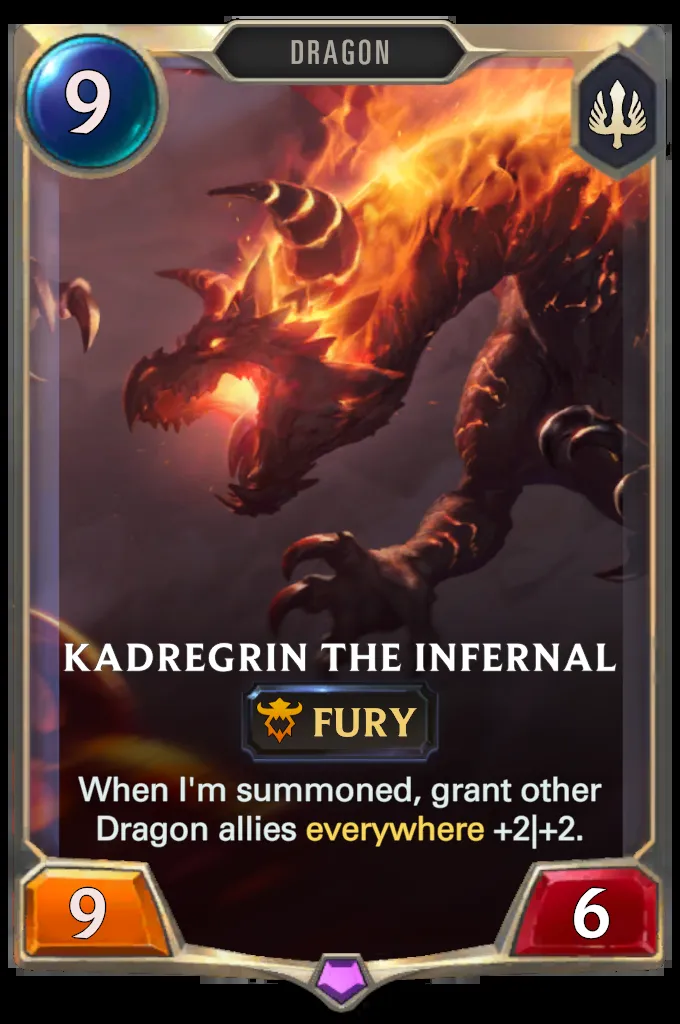 DRAGON
9
KADREGRIN THE INFERNAL
FURY
When I'm summoned, grant other
Dragon allies everywhere +2|+2.
9
6